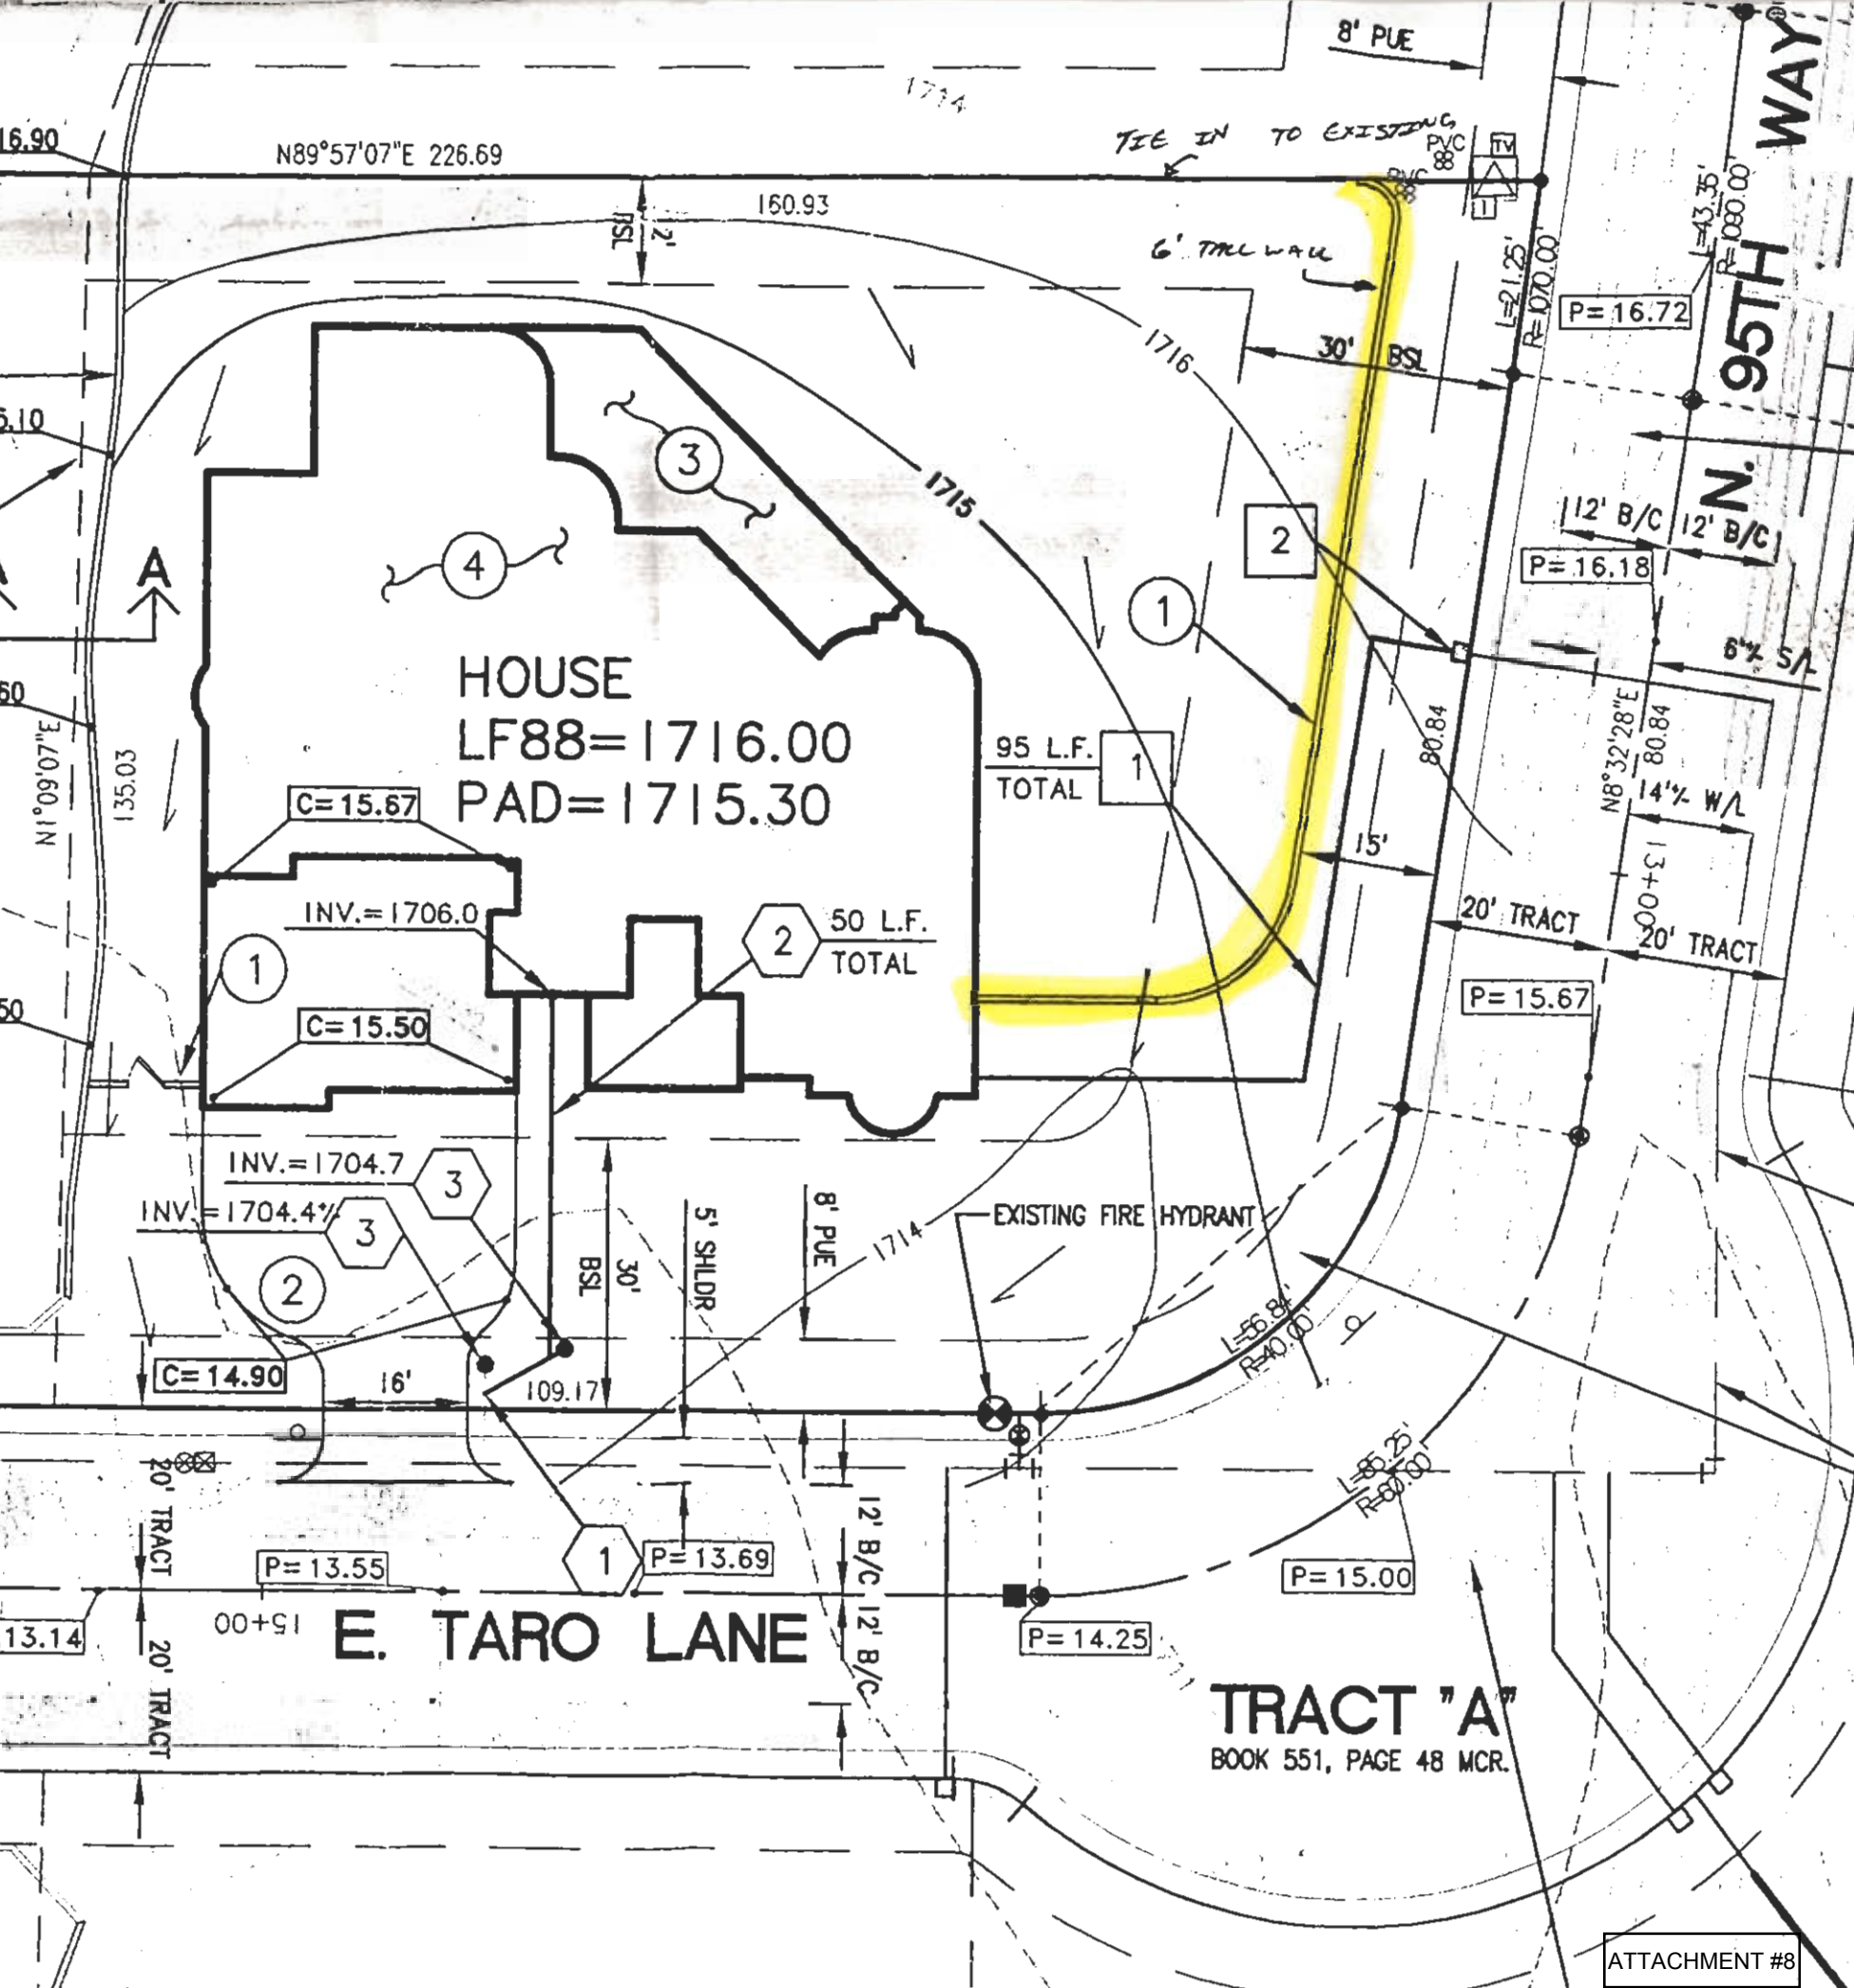 8' PUE
1714
WAY
16.90
N89°57'07"E 226.69
TIE IN TO EXISTING
PVC
TV
PVC
1
160.93
BSL
L=43.35'
R=1090.00'
6' TALL WALL
L=21.25'
R=1070.00'
P=16.72
95TH
1716
30' BSL
3
N.
1715
12' B/C
12' B/C
2
P=16.18
4
A
1
6"± S/L
HOUSE
LF88=1716.00
PAD=1715.30
N1°09'07"E
135.03
80.84
N8°32'28"E
80.84
95 L.F.
TOTAL
1
C=15.67
14'± W/L
15'
13+00
INV.=1706.0
2
50 L.F.
TOTAL
20' TRACT
20' TRACT
1
P=15.67
C=15.50
INV.=1704.7
3
INV.=1704.4±
3
8' PUE
5' SHLDR
30'
BSL
1714
EXISTING FIRE HYDRANT
2
L=56.84'
R=40.00'
C=14.90
16'
109.17
L=85.25'
R=60.00'
20' TRACT
12' B/C
P=13.55
1
P=13.69
P=15.00
13.14
15+00
E. TARO LANE
12' B/C
P=14.25
20' TRACT
TRACT "A"
BOOK 551, PAGE 48 MCR.
ATTACHMENT #8